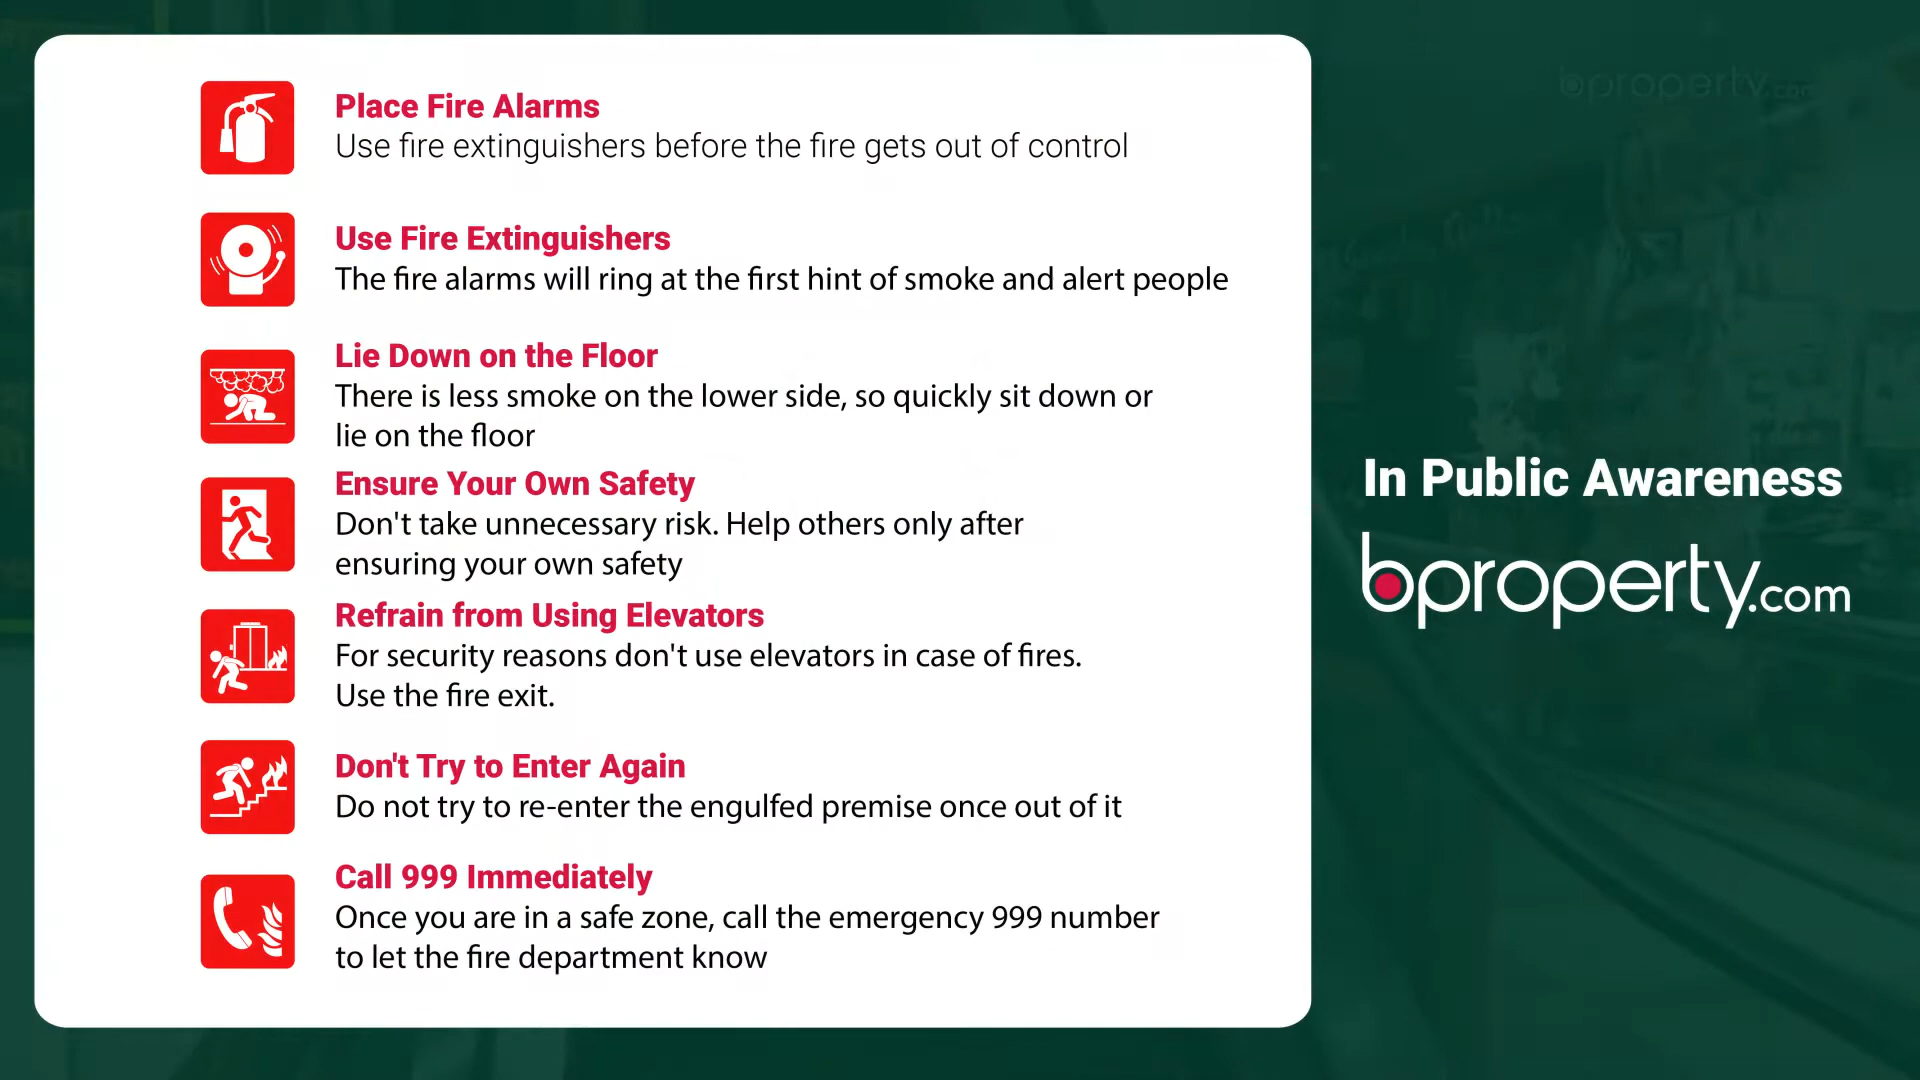 Place Fire Alarms
Use fire extinguishers before the fire gets out of control
Use Fire Extinguishers
The fire alarms will ring at the first hint of smoke and alert people
Lie Down on the Floor
There is less smoke on the lower side, so quickly sit down or
lie on the floor
Ensure Your Own Safety
Don't take unnecessary risk. Help others only after
ensuring your own safety
Refrain from Using Elevators
For security reasons don't use elevators in case of fires.
Use the fire exit.
Don't Try to Enter Again
Do not try to re-enter the engulfed premise once out of it
Call 999 Immediately
Once you are in a safe zone, call the emergency 999 number
to let the fire department know
bproperty.com
In Public Awareness
bproperty.com